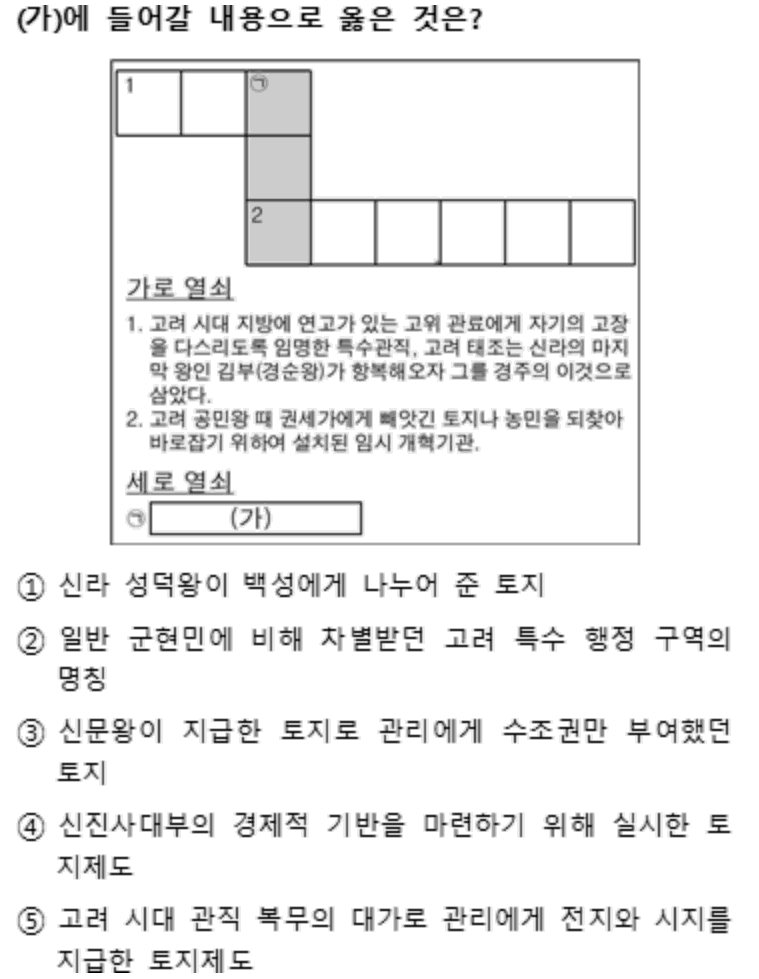 (가)에 들어갈 내용으로 옳은 것은?
1
㉠
2
가로 열쇠
1. 고려 시대 지방에 연고가 있는 고위 관료에게 자기의 고장
을 다스리도록 임명한 특수관직, 고려 태조는 신라의 마지
막 왕인 김부(경순왕)가 항복해오자 그를 경주의 이것으로
삼았다.
2. 고려 공민왕 때 권세가에게 빼앗긴 토지나 농민을 되찾아
바로잡기 위하여 설치된 임시 개혁기관.
세로 열쇠
㉠ (가)
① 신라 성덕왕이 백성에게 나누어 준 토지
② 일반 군현민에 비해 차별받던 고려 특수 행정 구역의
명칭
③ 신문왕이 지급한 토지로 관리에게 수조권만 부여했던
토지
④ 신진사대부의 경제적 기반을 마련하기 위해 실시한 토
지제도
⑤ 고려 시대 관직 복무의 대가로 관리에게 전지와 시지를
지급한 토지제도